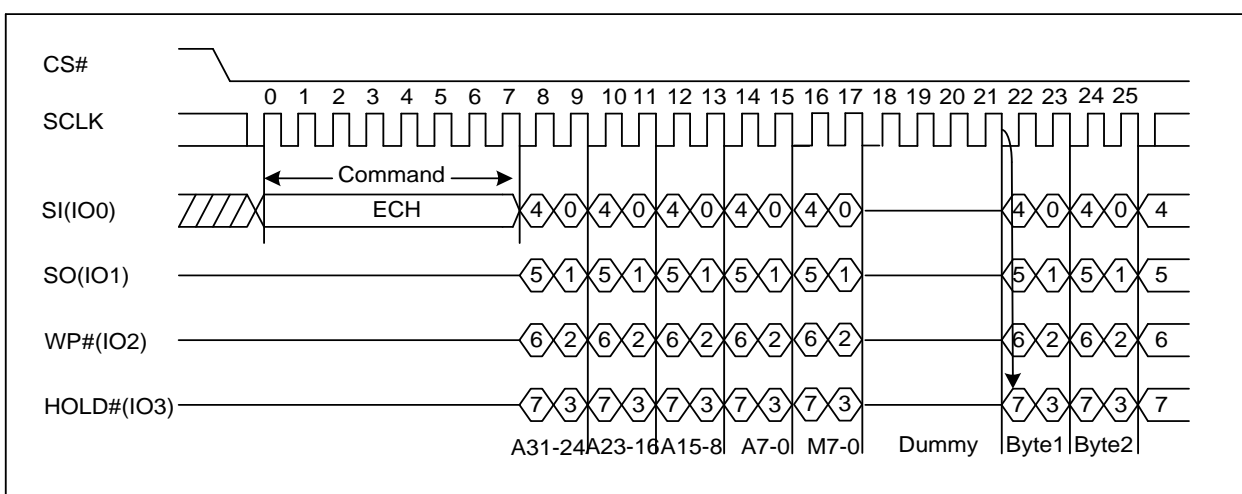 CS#
0 1 2 3 4 5 6 7 8 9 10 11 12 13 14 15 16 17 18 19 20 21 22 23 24 25
SCLK
Command
SI(IO0) ECH 4 0 4 0 4 0 4 0 4 0 4 0 4 0 4
SO(IO1) 5 1 5 1 5 1 5 1 5 1 5 1 5 1 5
WP#(IO2) 6 2 6 2 6 2 6 2 6 2 6 2 6 2 6
HOLD#(IO3) 7 3 7 3 7 3 7 3 7 3 7 3 7 3 7
A31-24 A23-16 A15-8 A7-0 M7-0 Dummy Byte1 Byte2